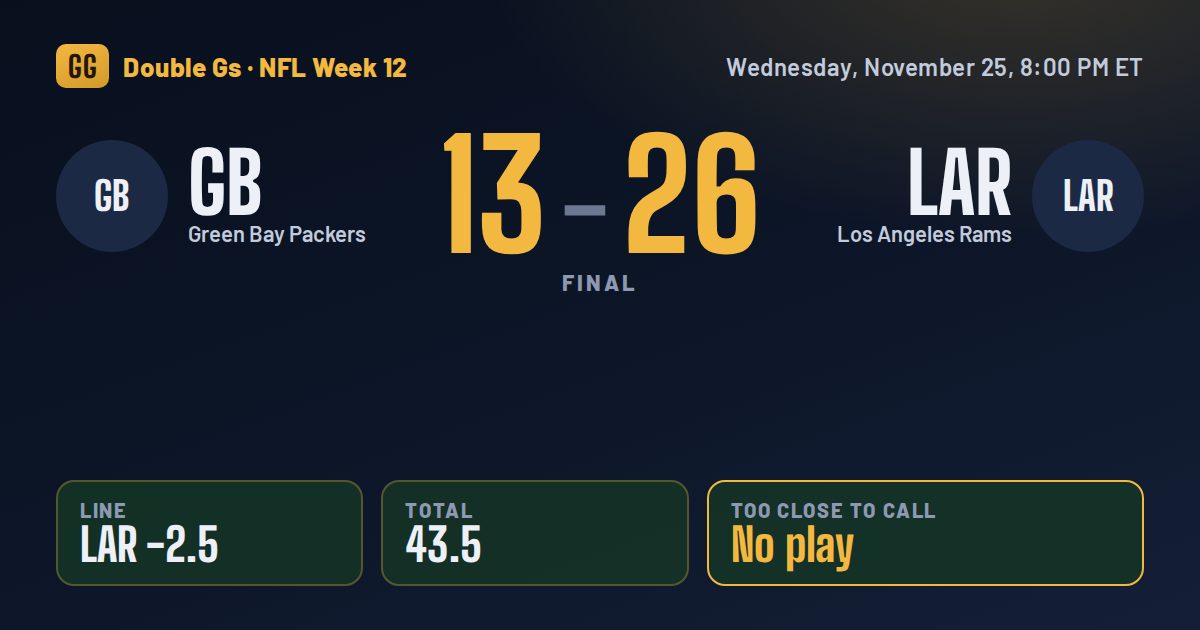 GG Double Gs · NFL Week 12
Wednesday, November 25, 8:00 PM ET
GB
GB
Green Bay Packers
13 – 26
FINAL
LAR
Los Angeles Rams
LAR
LINE
LAR −2.5
TOTAL
43.5
TOO CLOSE TO CALL
No play